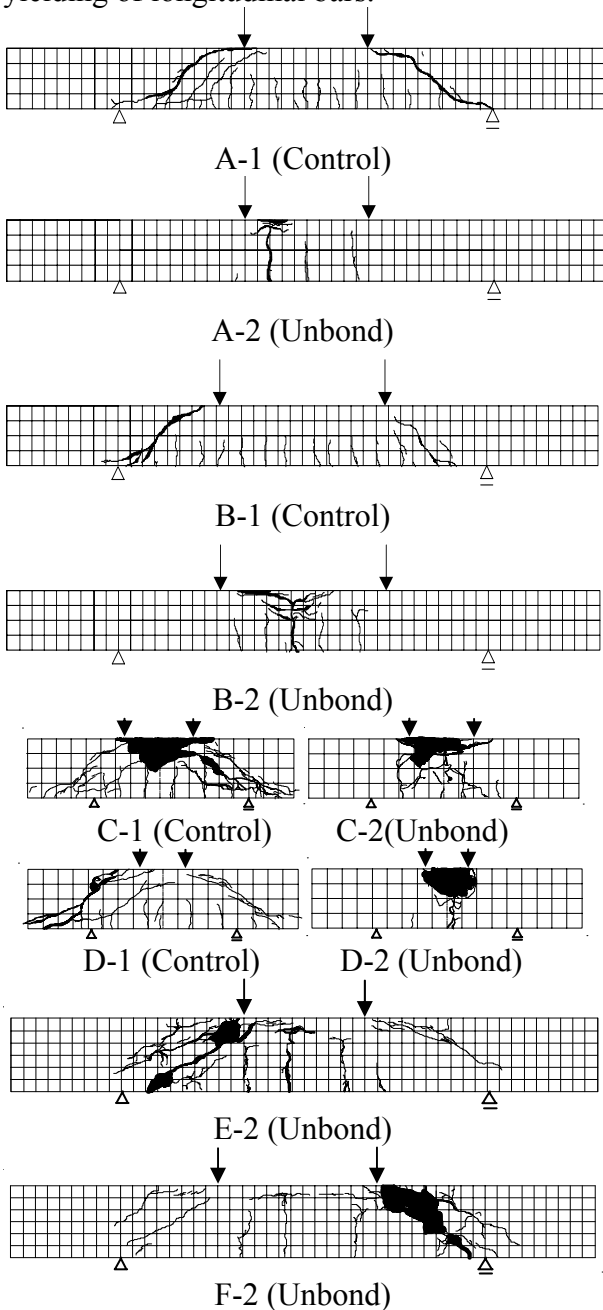 yielding of longitudinal bars.
A-1 (Control)
A-2 (Unbond)
B-1 (Control)
B-2 (Unbond)
C-1 (Control) C-2(Unbond)
D-1 (Control) D-2 (Unbond)
E-2 (Unbond)
F-2 (Unbond)